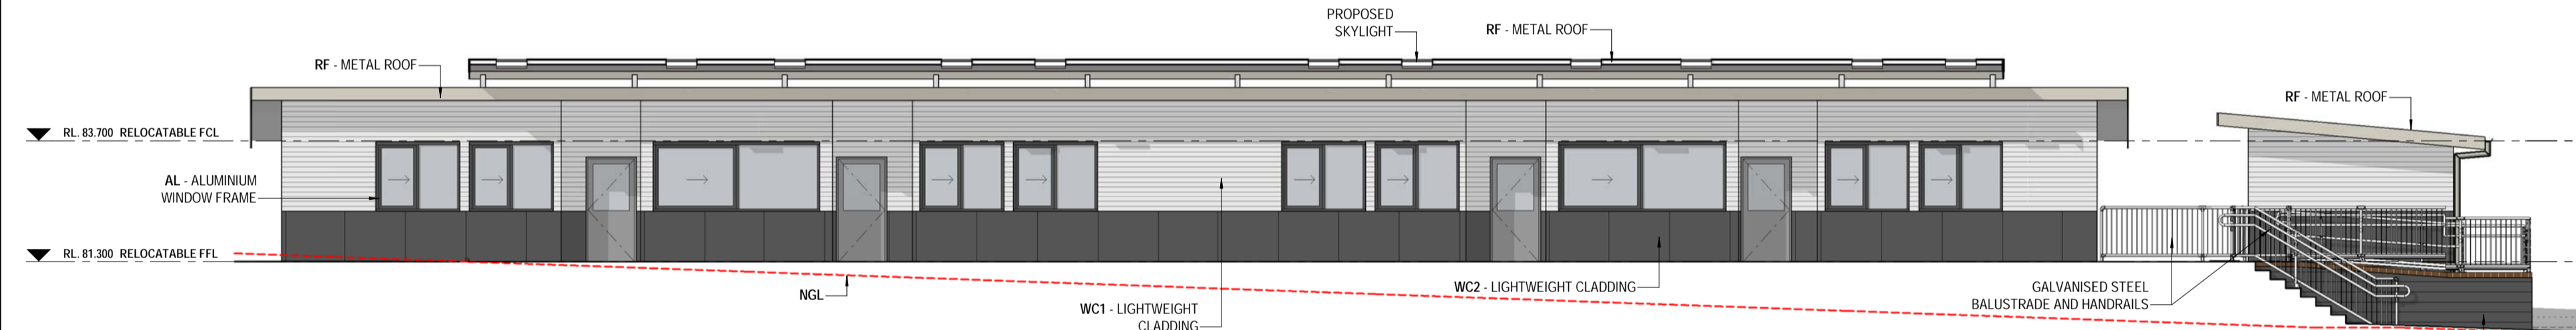 PROPOSED
SKYLIGHT
RF - METAL ROOF
RF - METAL ROOF
RF - METAL ROOF
RL. 83.700 RELOCATABLE FCL
AL - ALUMINIUM
WINDOW FRAME
RL. 81.300 RELOCATABLE FFL
NGL
WC1 - LIGHTWEIGHT
CLADDING
WC2 - LIGHTWEIGHT CLADDING
GALVANISED STEEL
BALUSTRADE AND HANDRAILS